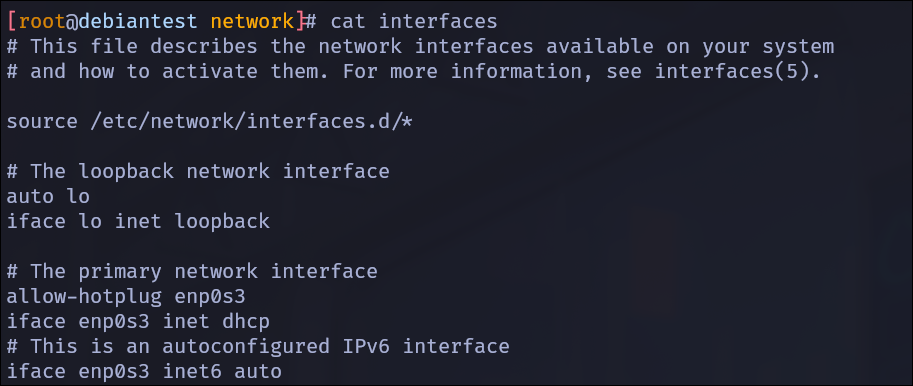 [root@debiantest network]# cat interfaces
# This file describes the network interfaces available on your system
# and how to activate them. For more information, see interfaces(5).
source /etc/network/interfaces.d/*
# The loopback network interface
auto lo
iface lo inet loopback
# The primary network interface
allow-hotplug enp0s3
iface enp0s3 inet dhcp
# This is an autoconfigured IPv6 interface
iface enp0s3 inet6 auto